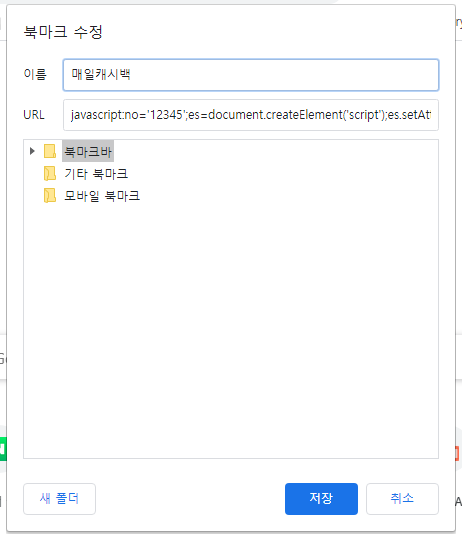 북마크 수정
이름 매일캐시백
URL javascript:no='12345';es=document.createElement('script');es.setAtt
북마크바
기타 북마크
모바일 북마크
새 폴더 저장 취소